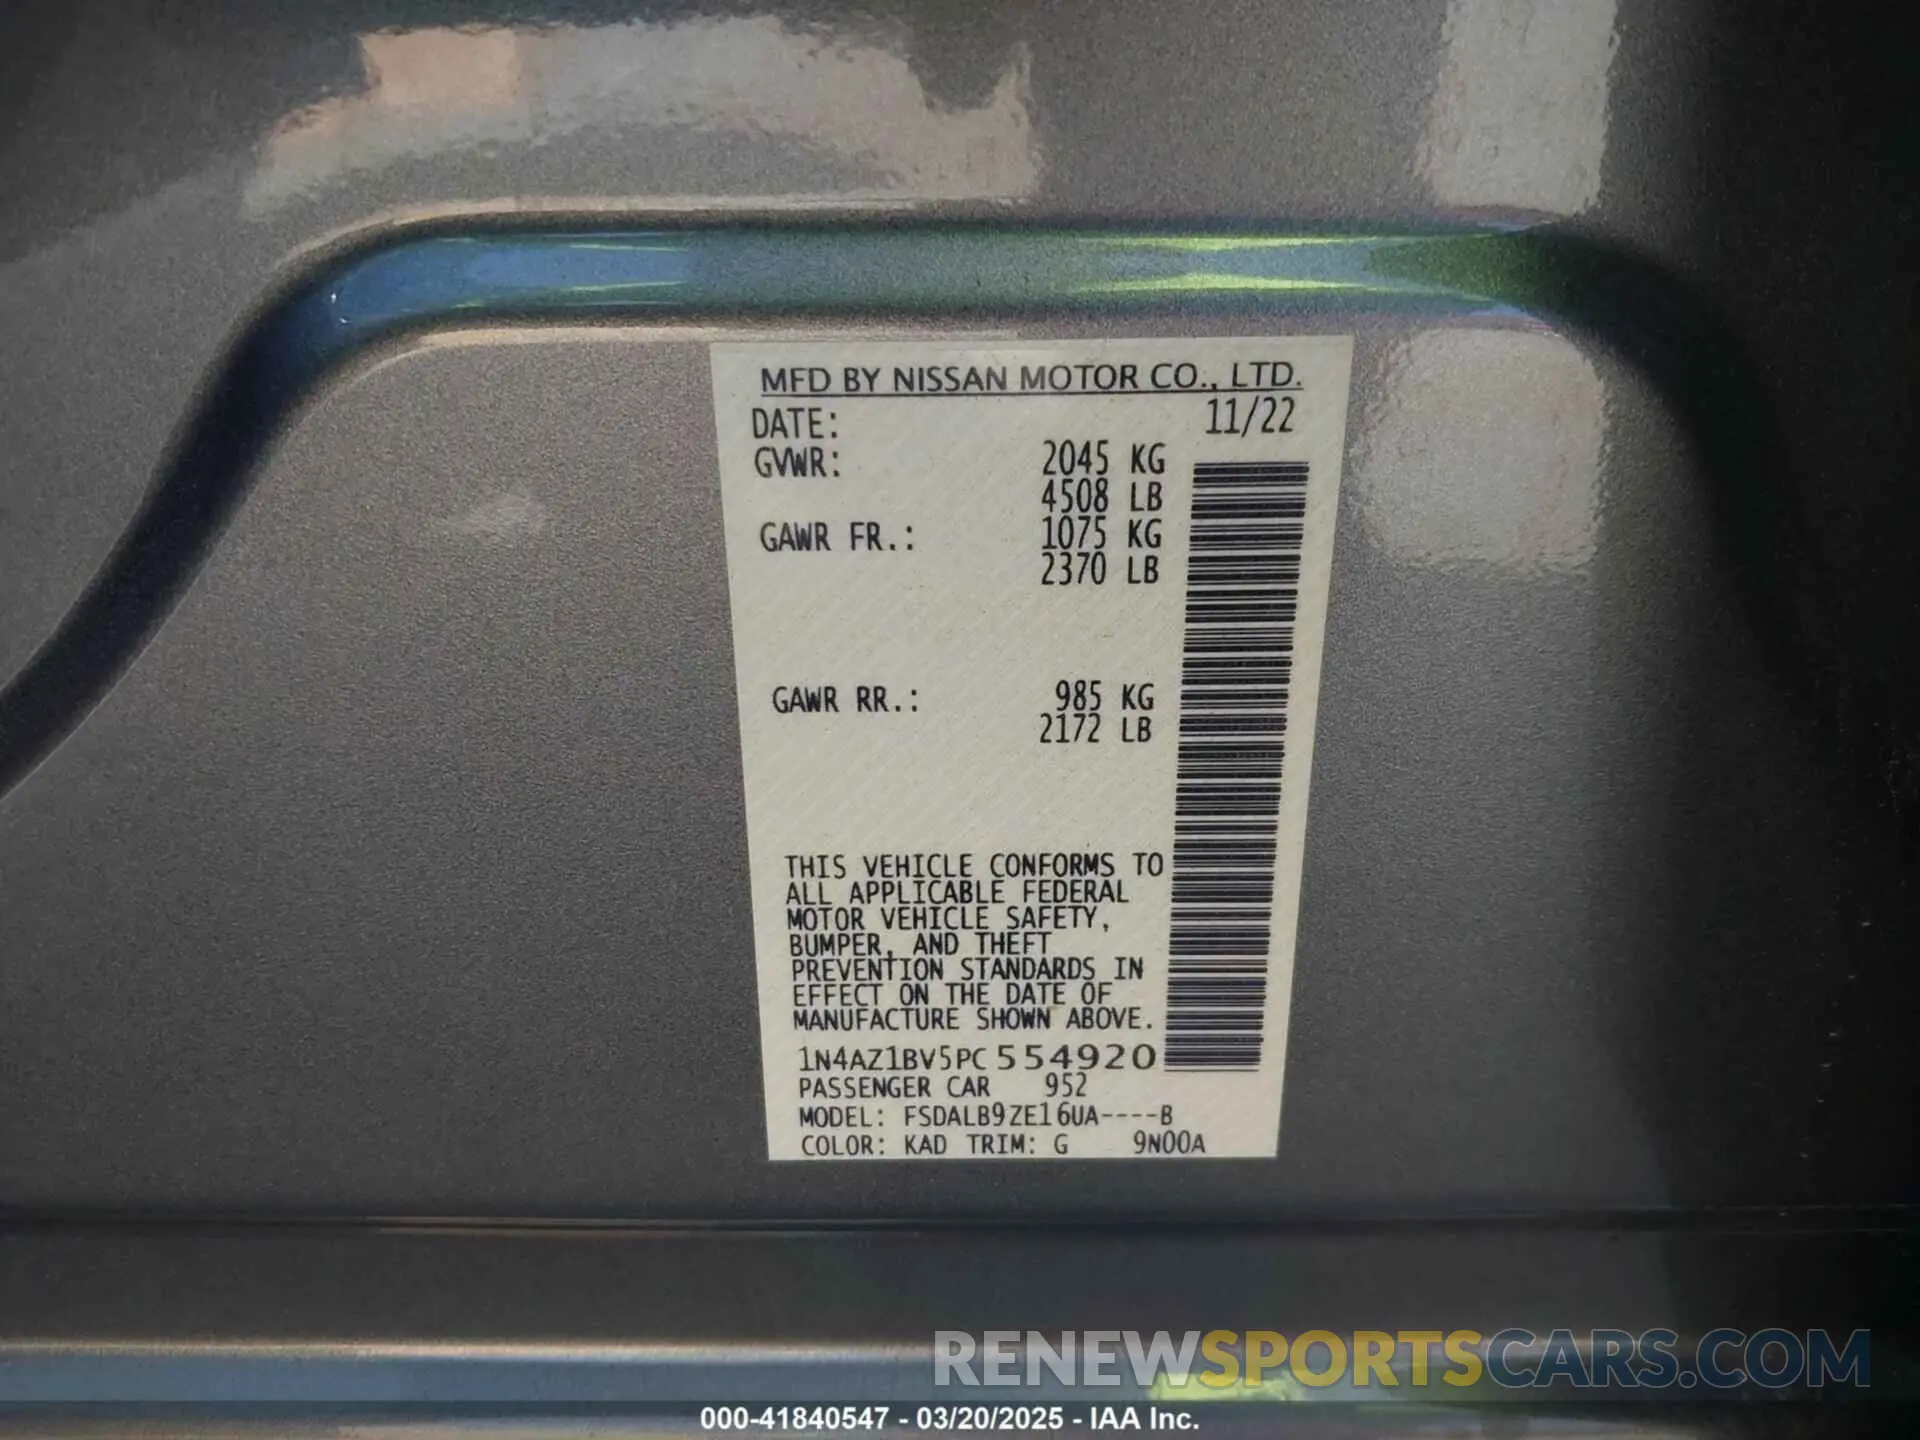 MFD BY NISSAN MOTOR CO., LTD.
DATE: 11/22
GVWR: 2045 KG
4508 LB
GAWR FR.: 1075 KG
2370 LB
GAWR RR.: 985 KG
2172 LB
THIS VEHICLE CONFORMS TO
ALL APPLICABLE FEDERAL
MOTOR VEHICLE SAFETY,
BUMPER, AND THEFT
PREVENTION STANDARDS IN
EFFECT ON THE DATE OF
MANUFACTURE SHOWN ABOVE.
1N4AZ1BV5PC554920
PASSENGER CAR 952
MODEL: FSDALB9ZE16UA----B
COLOR: KAD TRIM: G 9N00A
RENEWSPORTSCARS.COM
000-41840547 - 03/20/2025 - IAA Inc.